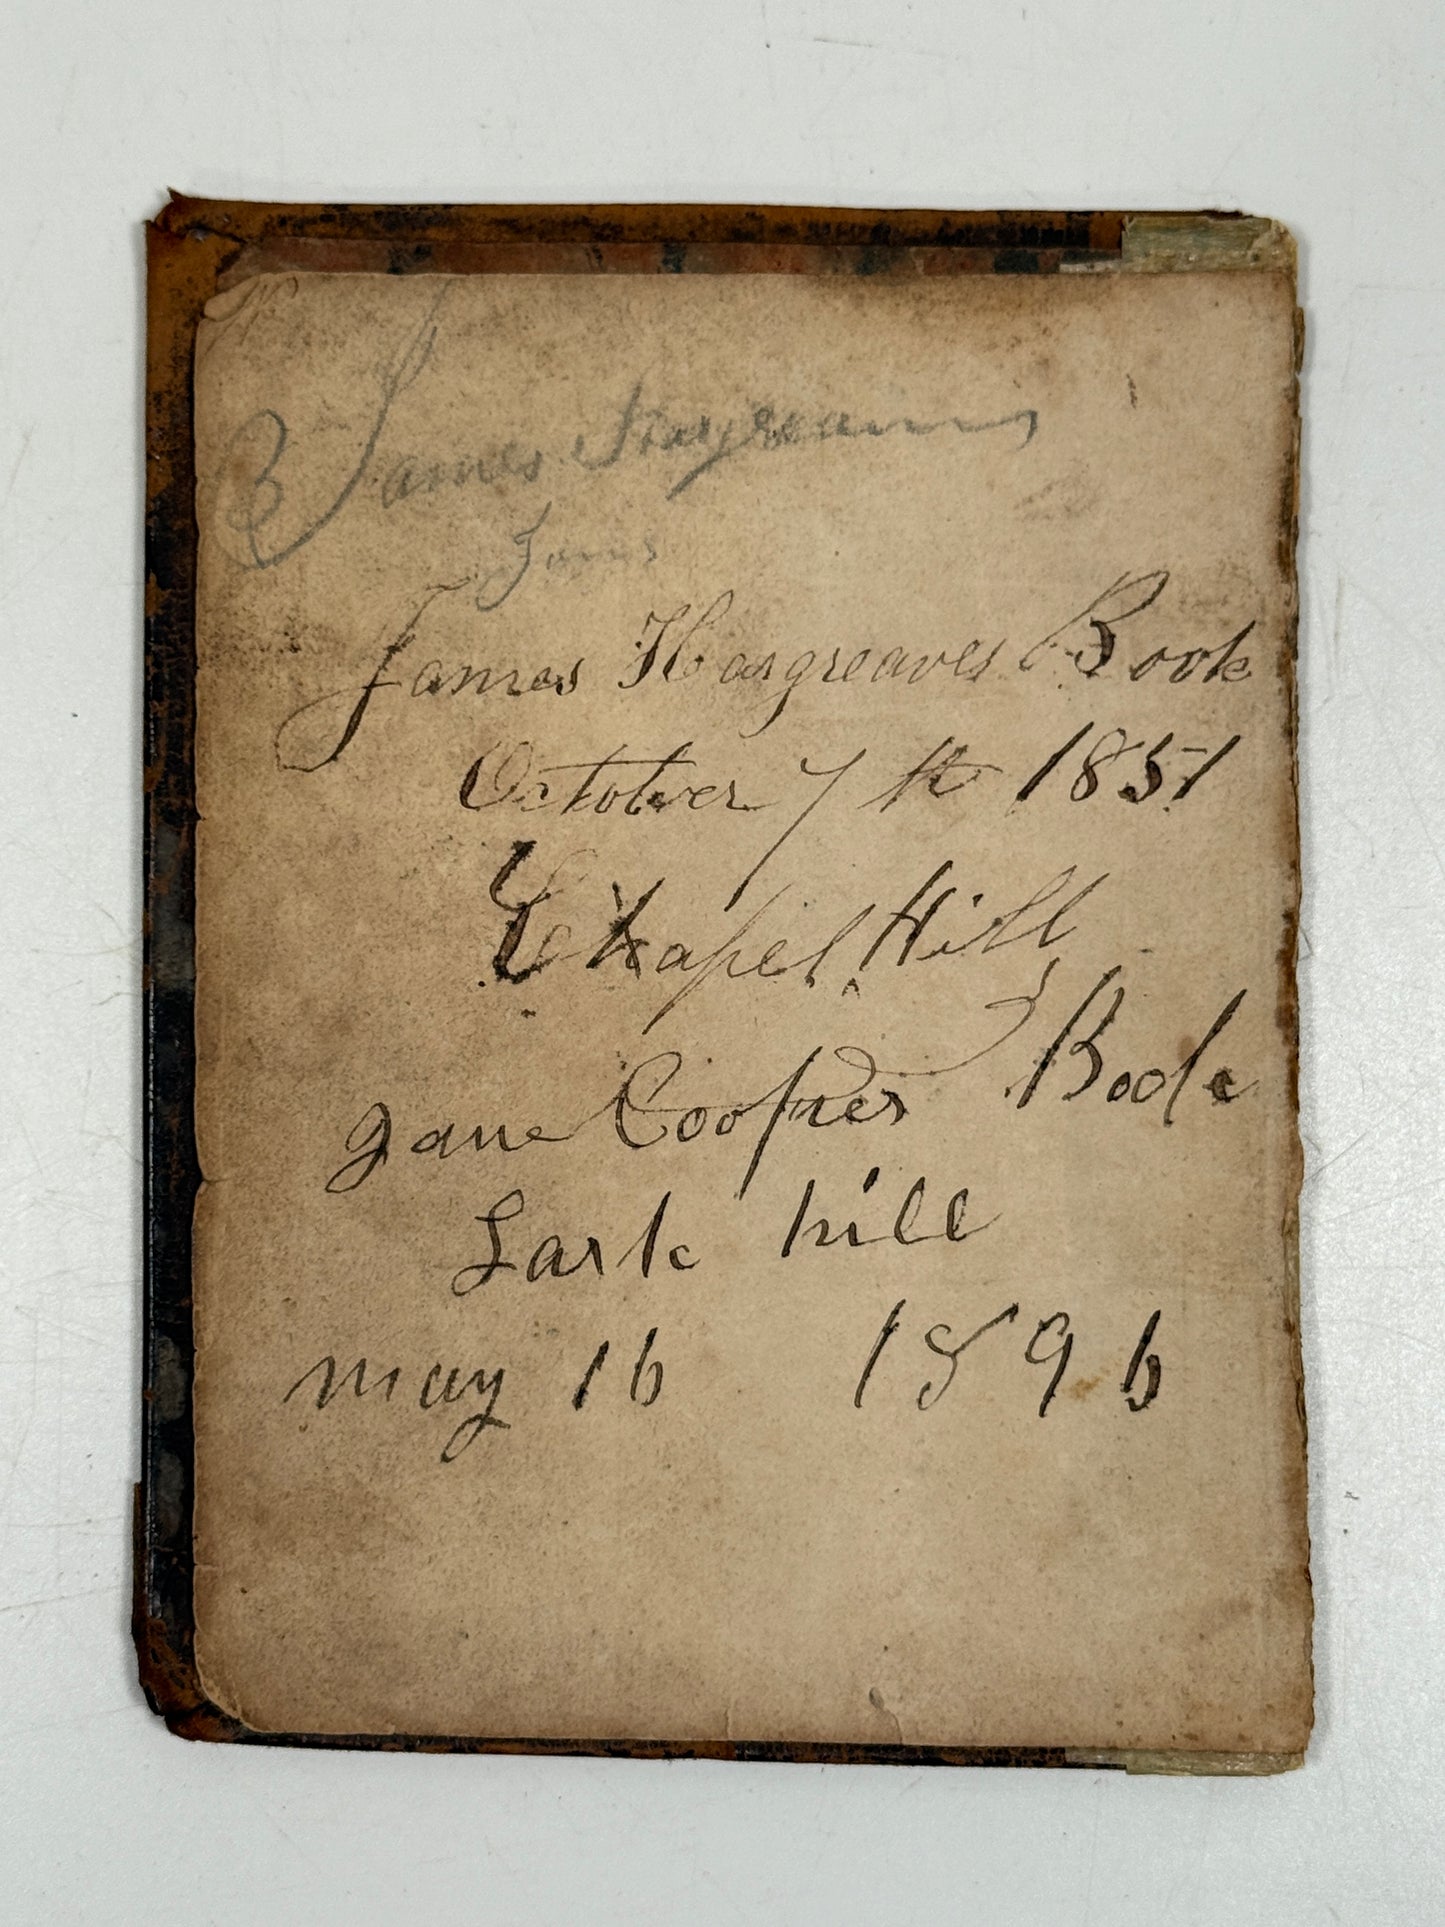 James Hargreaves
James
James Hargreaves Book
October 7th 1851
Chapel Hill
Jane Cooper Book
Lark hill
may 16 1896